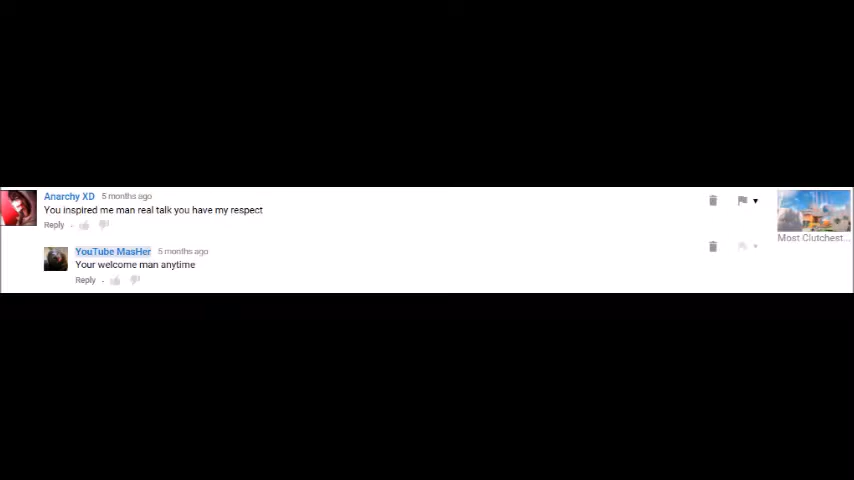 Anarchy XD 5 months ago
You inspired me man real talk you have my respect
Reply
Most Clutchest...
YouTube MasHer 5 months ago
Your welcome man anytime
Reply